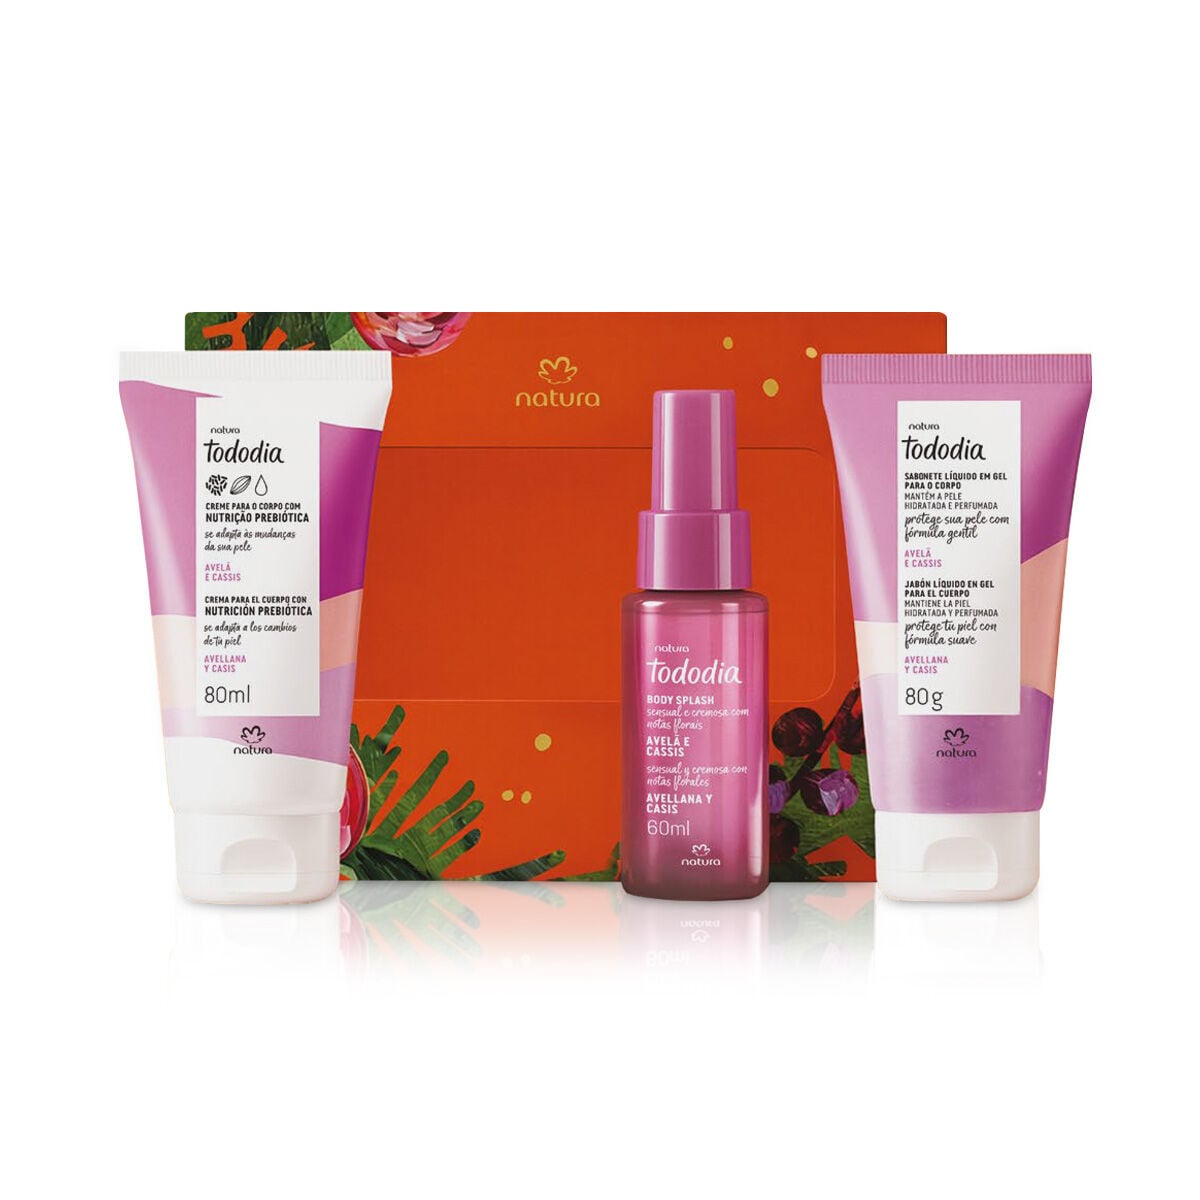 natura
natura
tododia
CREME PARA O CORPO COM
NUTRIÇÃO PREBIÓTICA
se adapta às mudanças
da sua pele
AVELÃ
E CASSIS
CREMA PARA EL CUERPO CON
NUTRICIÓN PREBIÓTICA
se adapta a los cambios
de tu piel
AVELLANA
Y CASIS
80ml
natura
natura
tododia
BODY SPLASH
sensual e cremosa com
notas florais
AVELÃ E
CASSIS
sensual y cremosa con
notas florales
AVELLANA Y
CASIS
60ml
natura
natura
tododia
SABONETE LÍQUIDO EM GEL
PARA O CORPO
MANTÉM A PELE
HIDRATADA E PERFUMADA
protege sua pele com
fórmula gentil
AVELÃ
E CASSIS
JABÓN LÍQUIDO EN GEL
PARA EL CUERPO
MANTIENE LA PIEL
HIDRATADA Y PERFUMADA
protege tu piel con
fórmula suave
AVELLANA
Y CASIS
80g
natura